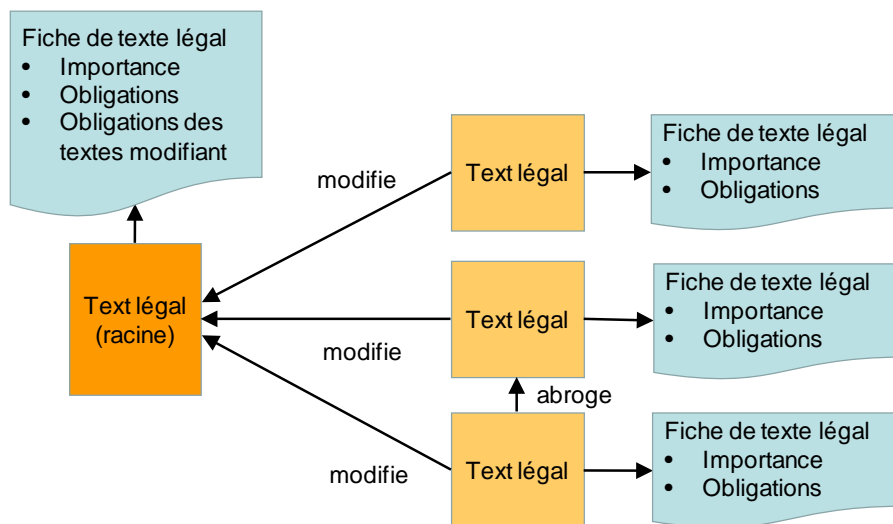 Fiche de texte légal
• Importance
• Obligations
• Obligations des
textes modifiant
modifie
Text légal
Fiche de texte légal
• Importance
• Obligations
Text légal
(racine)
modifie
Text légal
Fiche de texte légal
• Importance
• Obligations
abroge
modifie
Text légal
Fiche de texte légal
• Importance
• Obligations